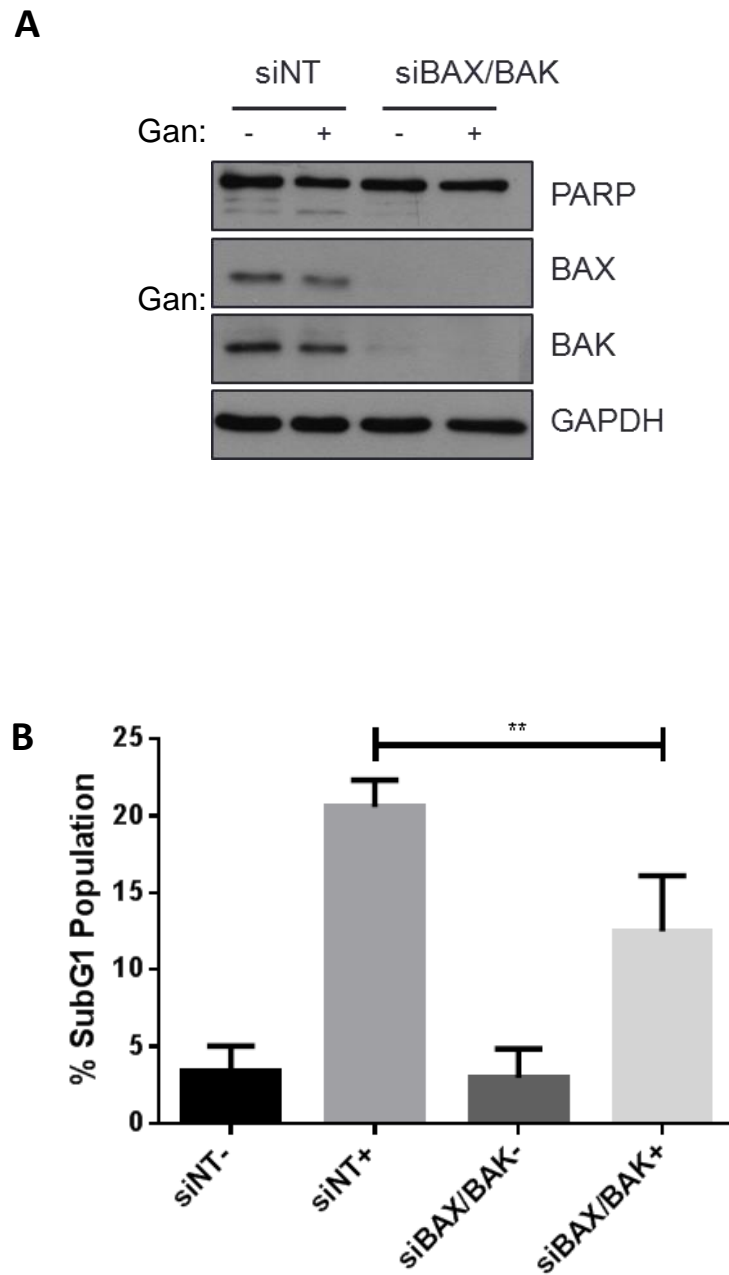 A
siNT siBAX/BAK
Gan: - + - +
PARP
BAX
Gan:
BAK
GAPDH
B
**
25
20
15
10
5
0
% SubG1 Population
siNT-
siNT+
siBAX/BAK-
siBAX/BAK+